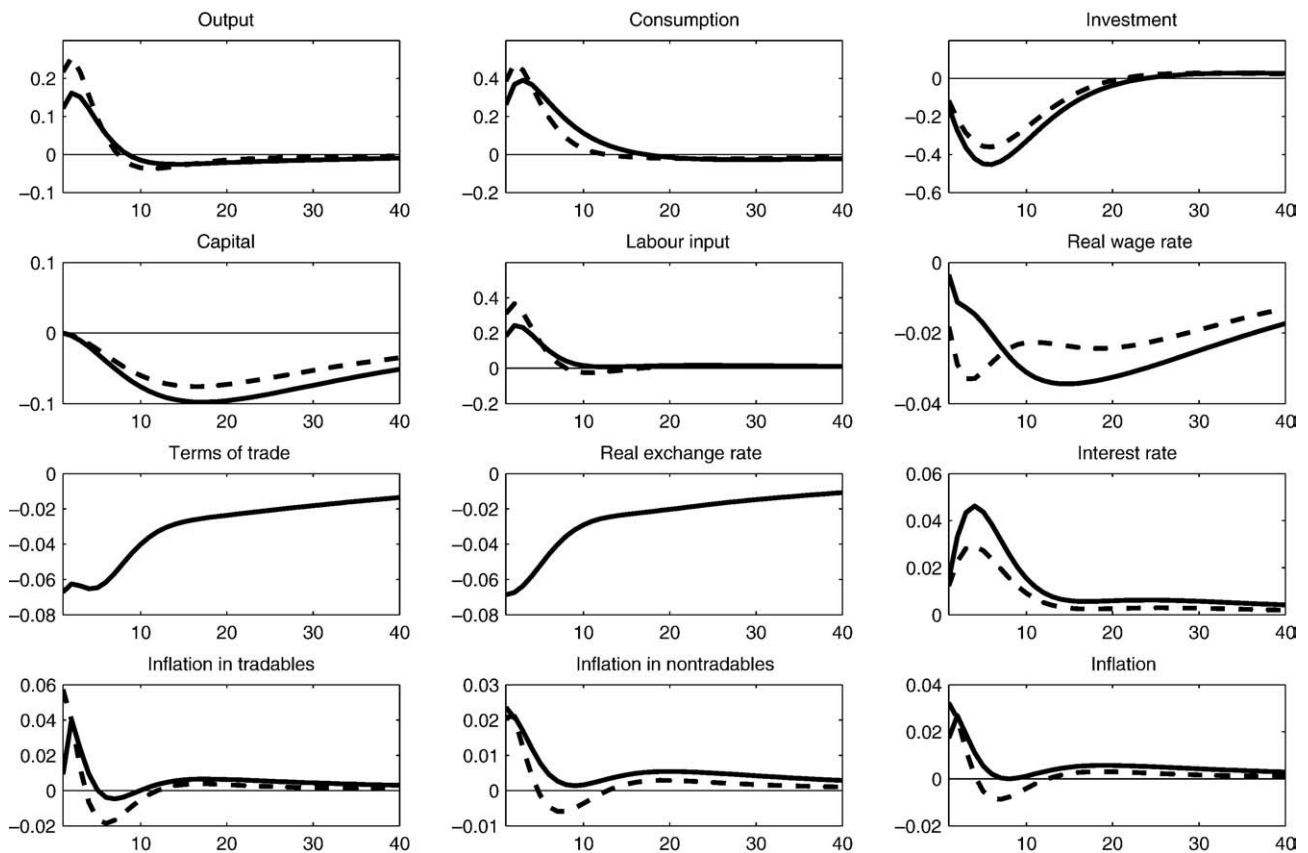 Output
0.2
0.1
0
−0.1
10 20 30 40
Consumption
0.4
0.2
0
−0.2
10 20 30 40
Investment
0
−0.2
−0.4
−0.6
10 20 30 40
Capital
0.1
0
−0.1
10 20 30 40
Labour input
0.4
0.2
0
−0.2
10 20 30 40
Real wage rate
0
−0.02
−0.04
10 20 30 40
Terms of trade
0
−0.02
−0.04
−0.06
−0.08
10 20 30 40
Real exchange rate
0
−0.02
−0.04
−0.06
−0.08
10 20 30 40
Interest rate
0.06
0.04
0.02
0
10 20 30 40
Inflation in tradables
0.06
0.04
0.02
0
−0.02
10 20 30 40
Inflation in nontradables
0.03
0.02
0.01
0
−0.01
10 20 30 40
Inflation
0.04
0.02
0
−0.02
10 20 30 40